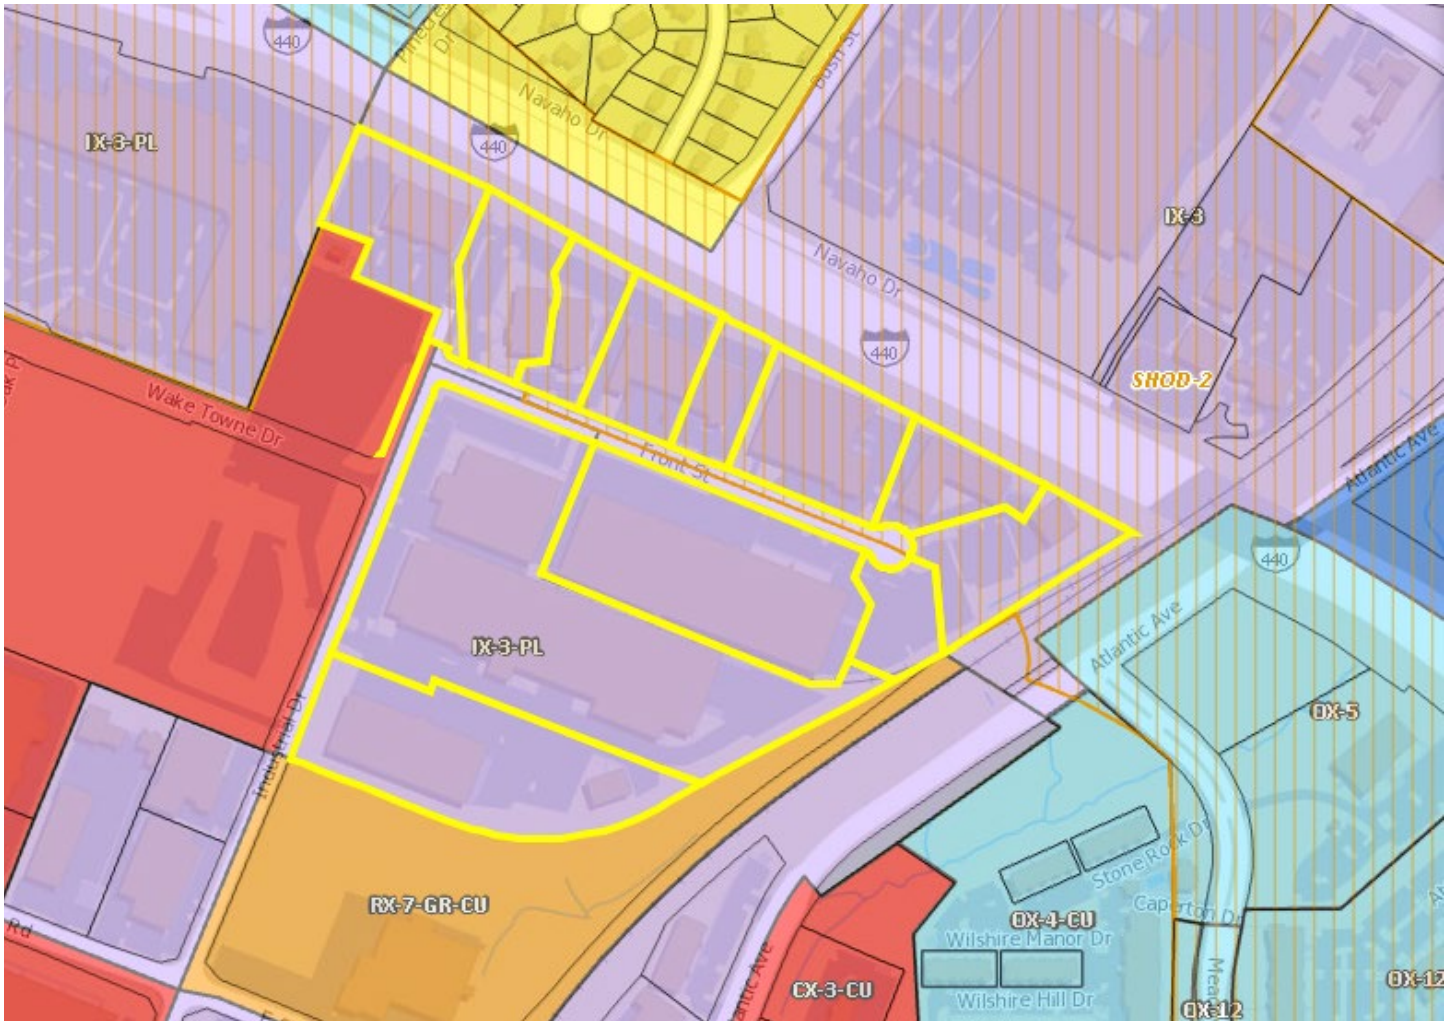 440
Pinetree Dr
Bush St
Navaho Dr
440
IX-3-PL
IX-3
Navaho Dr
440
SHOD-2
Wake Towne Dr
Atlantic Ave
Front St
440
Atlantic Ave
IX-3-PL
OX-5
Industrial Dr
Stone Rock Dr
RX-7-GR-CU
Caperton Dr
OX-4-CU
Rd
Wilshire Manor Dr
CX-3-CU
OX-12
Wilshire Hill Dr
OX-12